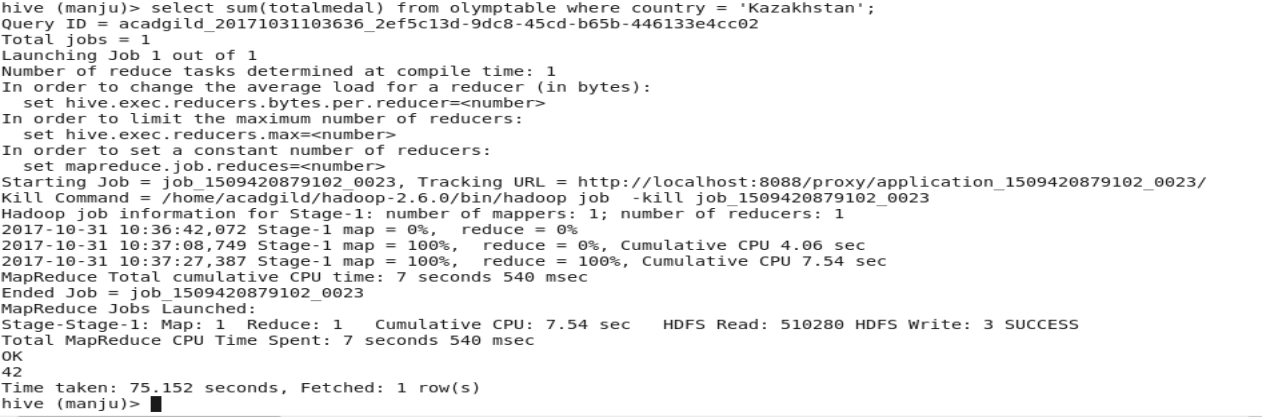 hive (manju)> select sum(totalmedal) from olymptable where country = 'Kazakhstan';
Query ID = acadgild_20171031103636_2ef5c13d-9dc8-45cd-b65b-446133e4cc02
Total jobs = 1
Launching Job 1 out of 1
Number of reduce tasks determined at compile time: 1
In order to change the average load for a reducer (in bytes):
  set hive.exec.reducers.bytes.per.reducer=<number>
In order to limit the maximum number of reducers:
  set hive.exec.reducers.max=<number>
In order to set a constant number of reducers:
  set mapreduce.job.reduces=<number>
Starting Job = job_1509420879102_0023, Tracking URL = http://localhost:8088/proxy/application_1509420879102_0023/
Kill Command = /home/acadgild/hadoop-2.6.0/bin/hadoop job  -kill job_1509420879102_0023
Hadoop job information for Stage-1: number of mappers: 1; number of reducers: 1
2017-10-31 10:36:42,072 Stage-1 map = 0%,  reduce = 0%
2017-10-31 10:37:08,749 Stage-1 map = 100%,  reduce = 0%, Cumulative CPU 4.06 sec
2017-10-31 10:37:27,387 Stage-1 map = 100%,  reduce = 100%, Cumulative CPU 7.54 sec
MapReduce Total cumulative CPU time: 7 seconds 540 msec
Ended Job = job_1509420879102_0023
MapReduce Jobs Launched:
Stage-Stage-1: Map: 1  Reduce: 1   Cumulative CPU: 7.54 sec   HDFS Read: 510280 HDFS Write: 3 SUCCESS
Total MapReduce CPU Time Spent: 7 seconds 540 msec
OK
42
Time taken: 75.152 seconds, Fetched: 1 row(s)
hive (manju)>